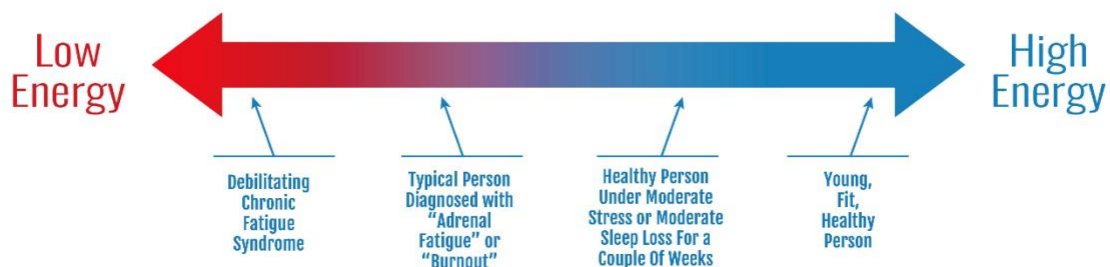 Low
Energy
High
Energy
Debilitating
Chronic
Fatigue
Syndrome
Typical Person
Diagnosed with
“Adrenal
Fatigue” or
“Burnout”
Healthy Person
Under Moderate
Stress or Moderate
Sleep Loss For a
Couple Of Weeks
Young,
Fit,
Healthy
Person